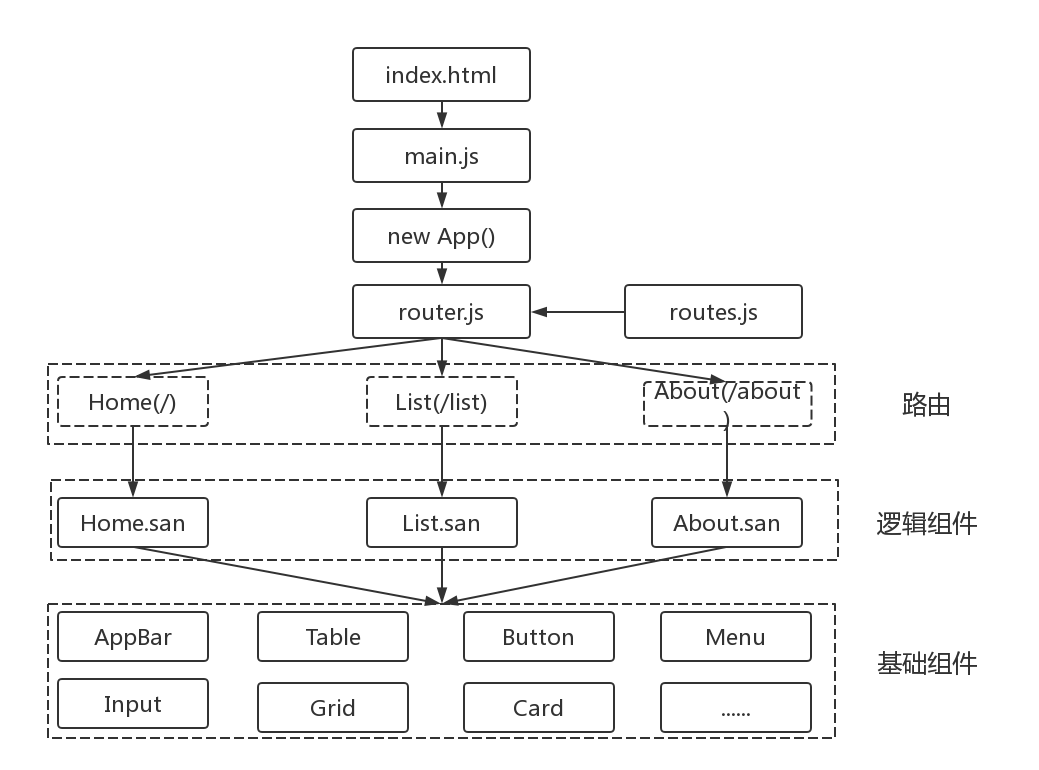 index.html
main.js
new App()
router.js
routes.js
Home(/)
List(/list)
About(/about
)
路由
Home.san
List.san
About.san
逻辑组件
AppBar
Table
Button
Menu
基础组件
Input
Grid
Card
......